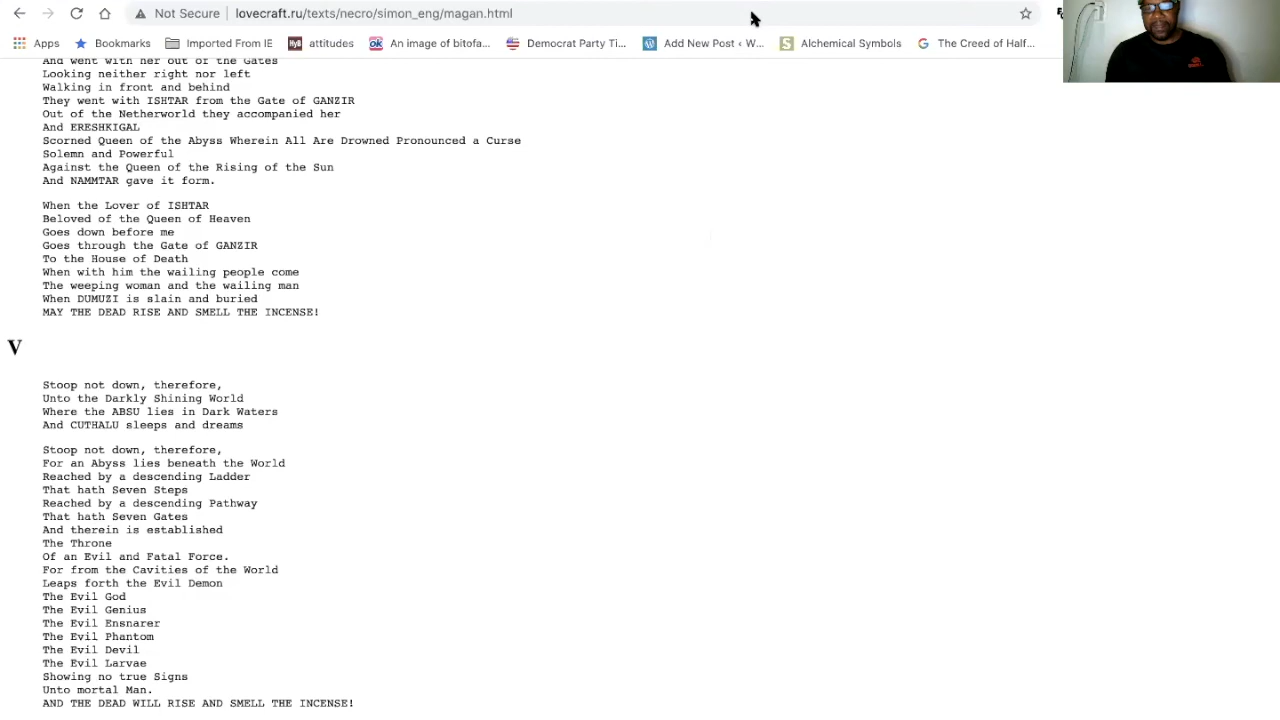 Not Secure | lovecraft.ru/texts/necro/simon_eng/magan.html
Apps Bookmarks Imported From IE HyB attitudes ok An image of bitofa... Democrat Party Ti... Add New Post ‹ W... S Alchemical Symbols G The Creed of Half...
And went with her out of the Gates
Looking neither right nor left
Walking in front and behind
They went with ISHTAR from the Gate of GANZIR
Out of the Netherworld they accompanied her
And ERESHKIGAL
Scorned Queen of the Abyss Wherein All Are Drowned Pronounced a Curse
Solemn and Powerful
Against the Queen of the Rising of the Sun
And NAMMTAR gave it form.
When the Lover of ISHTAR
Beloved of the Queen of Heaven
Goes down before me
Goes through the Gate of GANZIR
To the House of Death
When with him the wailing people come
The weeping woman and the wailing man
When DUMUZI is slain and buried
MAY THE DEAD RISE AND SMELL THE INCENSE!
V
Stoop not down, therefore,
Unto the Darkly Shining World
Where the ABSU lies in Dark Waters
And CUTHALU sleeps and dreams
Stoop not down, therefore,
For an Abyss lies beneath the World
Reached by a descending Ladder
That hath Seven Steps
Reached by a descending Pathway
That hath Seven Gates
And therein is established
The Throne
Of an Evil and Fatal Force.
For from the Cavities of the World
Leaps forth the Evil Demon
The Evil God
The Evil Genius
The Evil Ensnarer
The Evil Phantom
The Evil Devil
The Evil Larvae
Showing no true Signs
Unto mortal Man.
AND THE DEAD WILL RISE AND SMELL THE INCENSE!